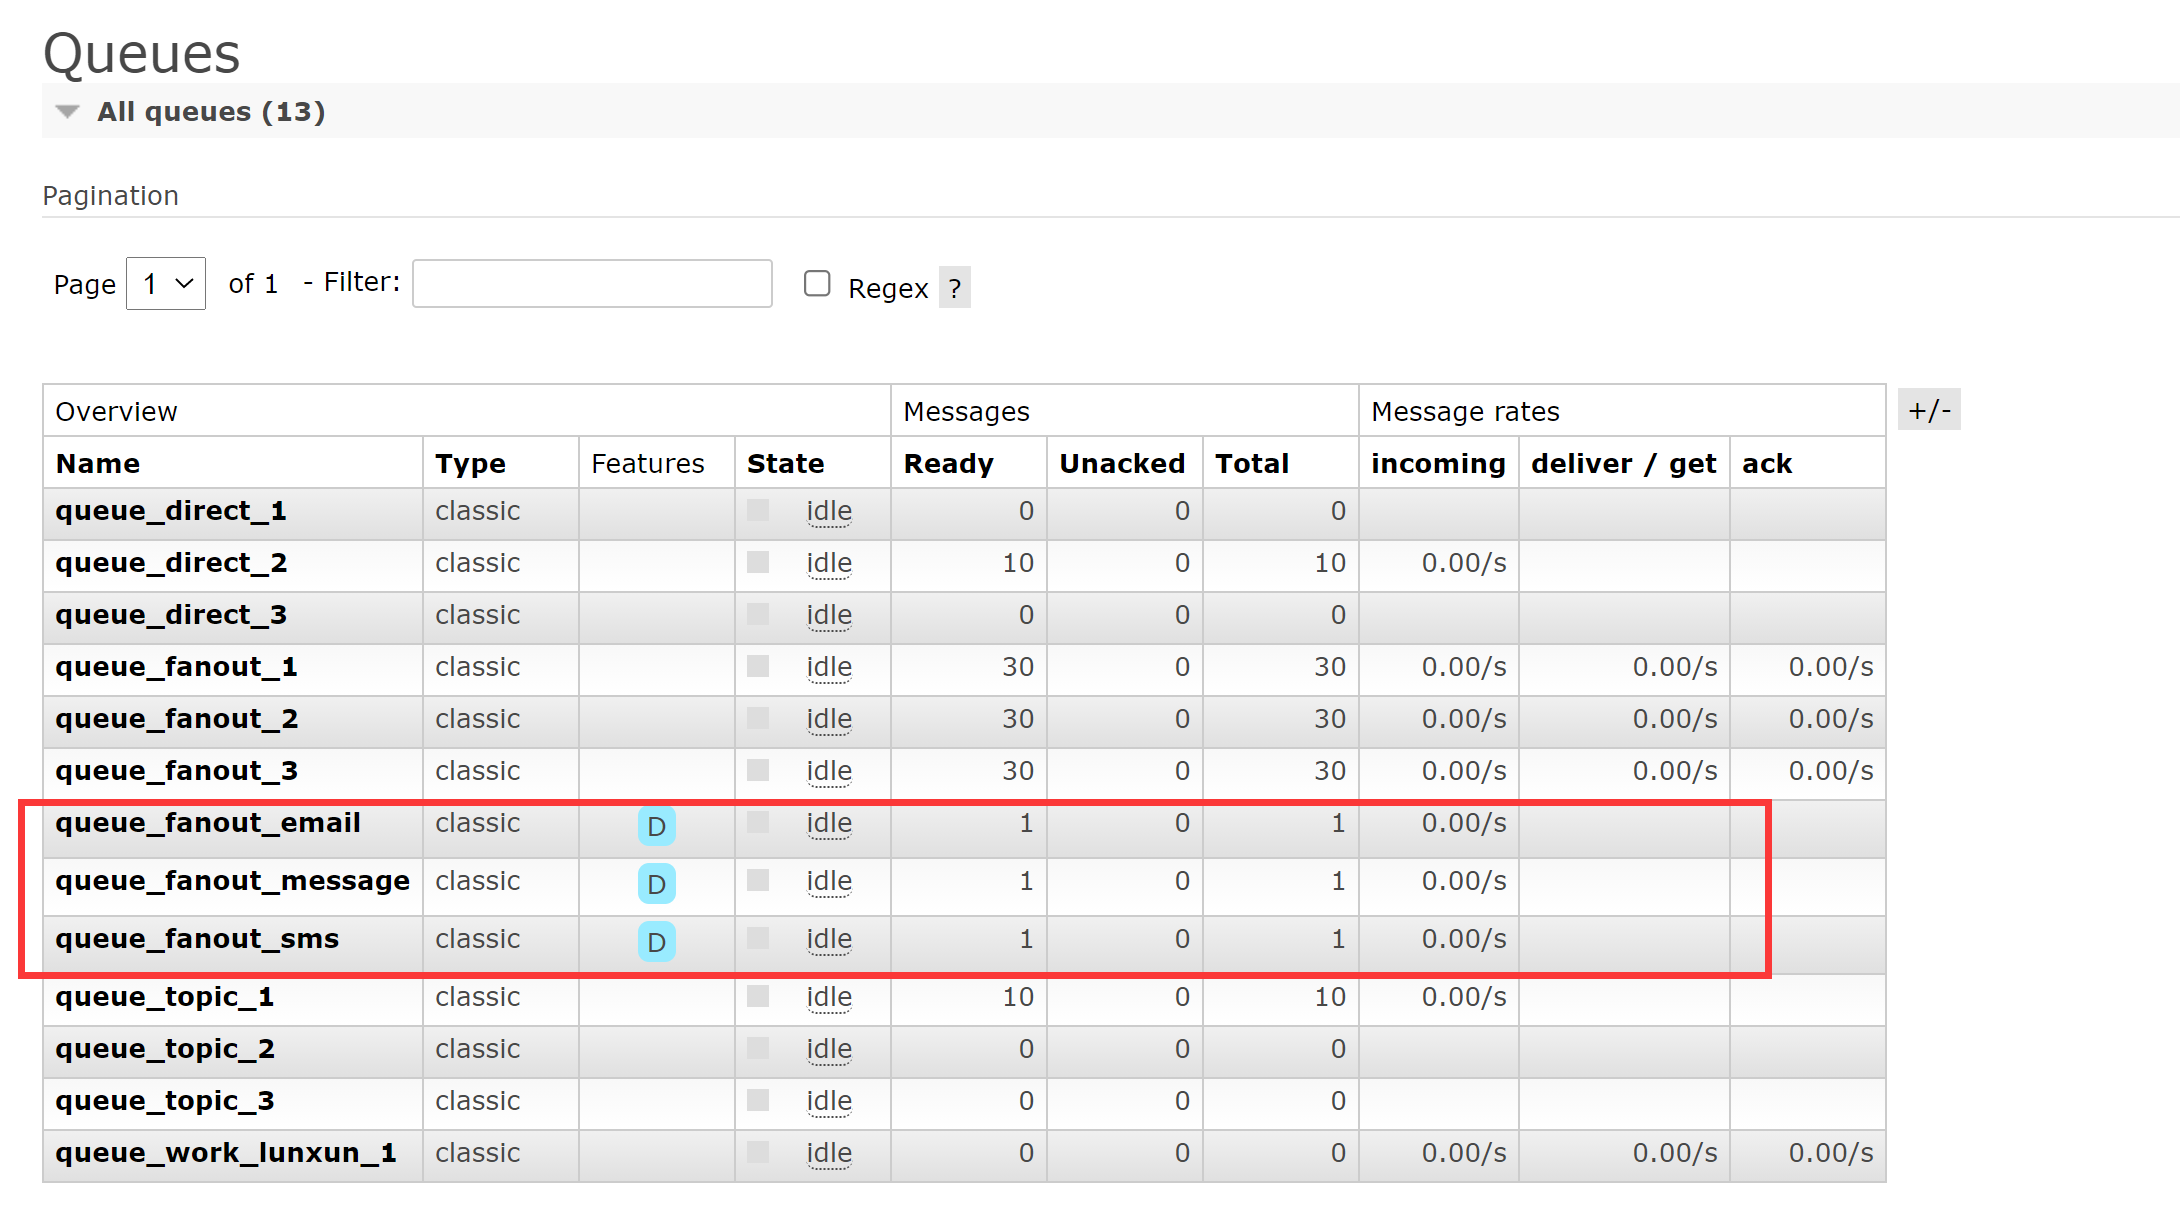 Queues
All queues (13)
Pagination
Page 1 of 1 - Filter: Regex ?
Overview Messages Message rates +/-
Name Type Features State Ready Unacked Total incoming deliver / get ack
queue_direct_1 classic idle 0 0 0
queue_direct_2 classic idle 10 0 10 0.00/s
queue_direct_3 classic idle 0 0 0
queue_fanout_1 classic idle 30 0 30 0.00/s 0.00/s 0.00/s
queue_fanout_2 classic idle 30 0 30 0.00/s 0.00/s 0.00/s
queue_fanout_3 classic idle 30 0 30 0.00/s 0.00/s 0.00/s
queue_fanout_email classic D idle 1 0 1 0.00/s
queue_fanout_message classic D idle 1 0 1 0.00/s
queue_fanout_sms classic D idle 1 0 1 0.00/s
queue_topic_1 classic idle 10 0 10 0.00/s
queue_topic_2 classic idle 0 0 0
queue_topic_3 classic idle 0 0 0
queue_work_lunxun_1 classic idle 0 0 0 0.00/s 0.00/s 0.00/s